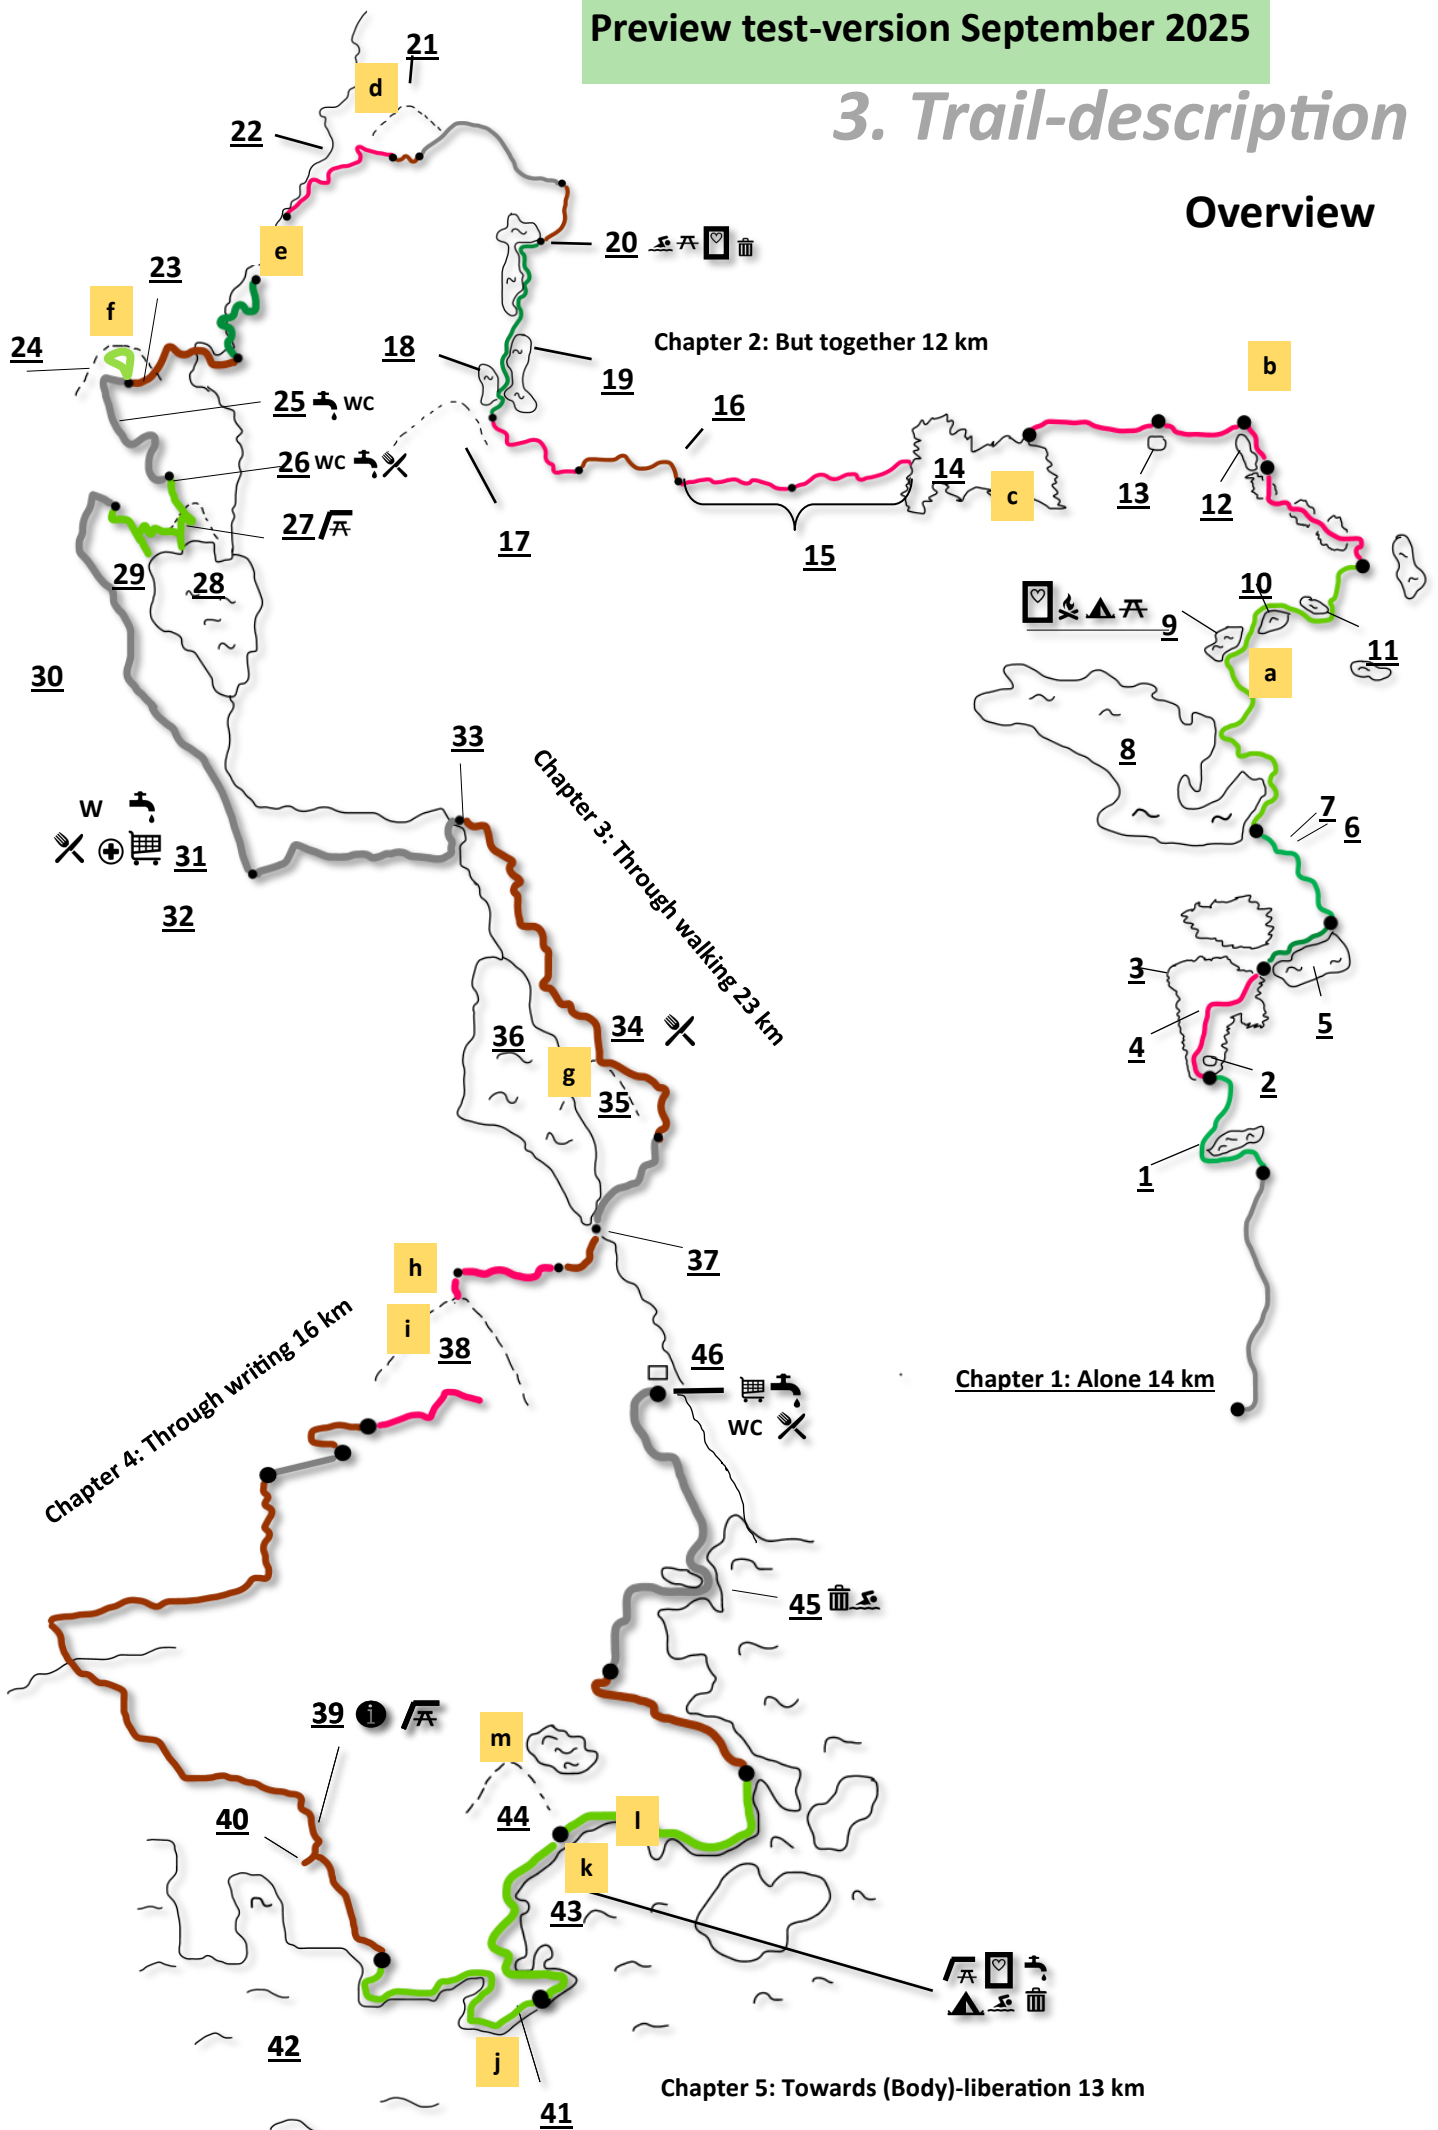 Preview test-version September 2025
3. Trail-description
Overview
21
d
22
20
e
23
f
24
18
19
Chapter 2: But together 12 km
b
25 WC
16
26 WC
14
c
13
12
27
17
15
29
28
10
9
11
a
30
33
8
Chapter 3: Through walking 23 km
7
6
W
31
32
3
34
36
5
4
g
35
2
1
37
h
i
38
Chapter 4: Through writing 16 km
46
WC
Chapter 1: Alone 14 km
45
39 i
m
40
44
l
k
43
42
j
Chapter 5: Towards (Body)-liberation 13 km
41